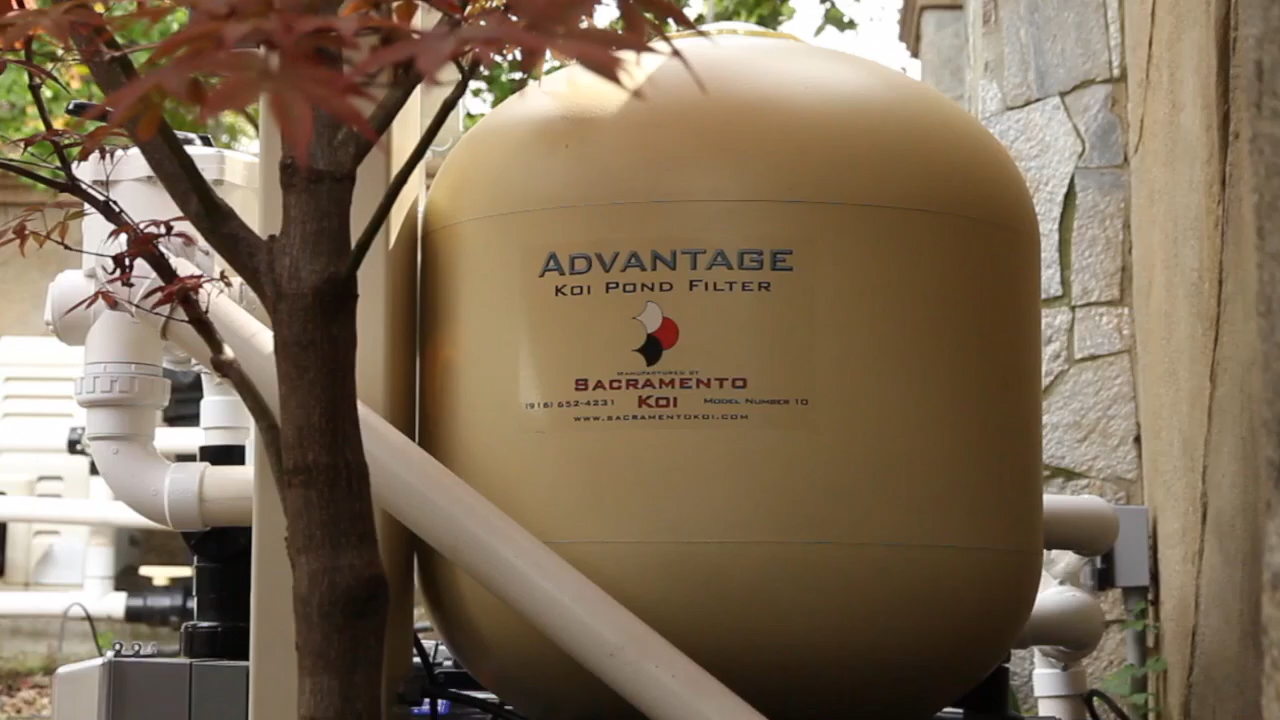 ADVANTAGE
KOI POND FILTER
MANUFACTURED BY
SACRAMENTO
(916) 652-4231 KOI MODEL NUMBER 10
WWW.SACRAMENTOKOI.COM